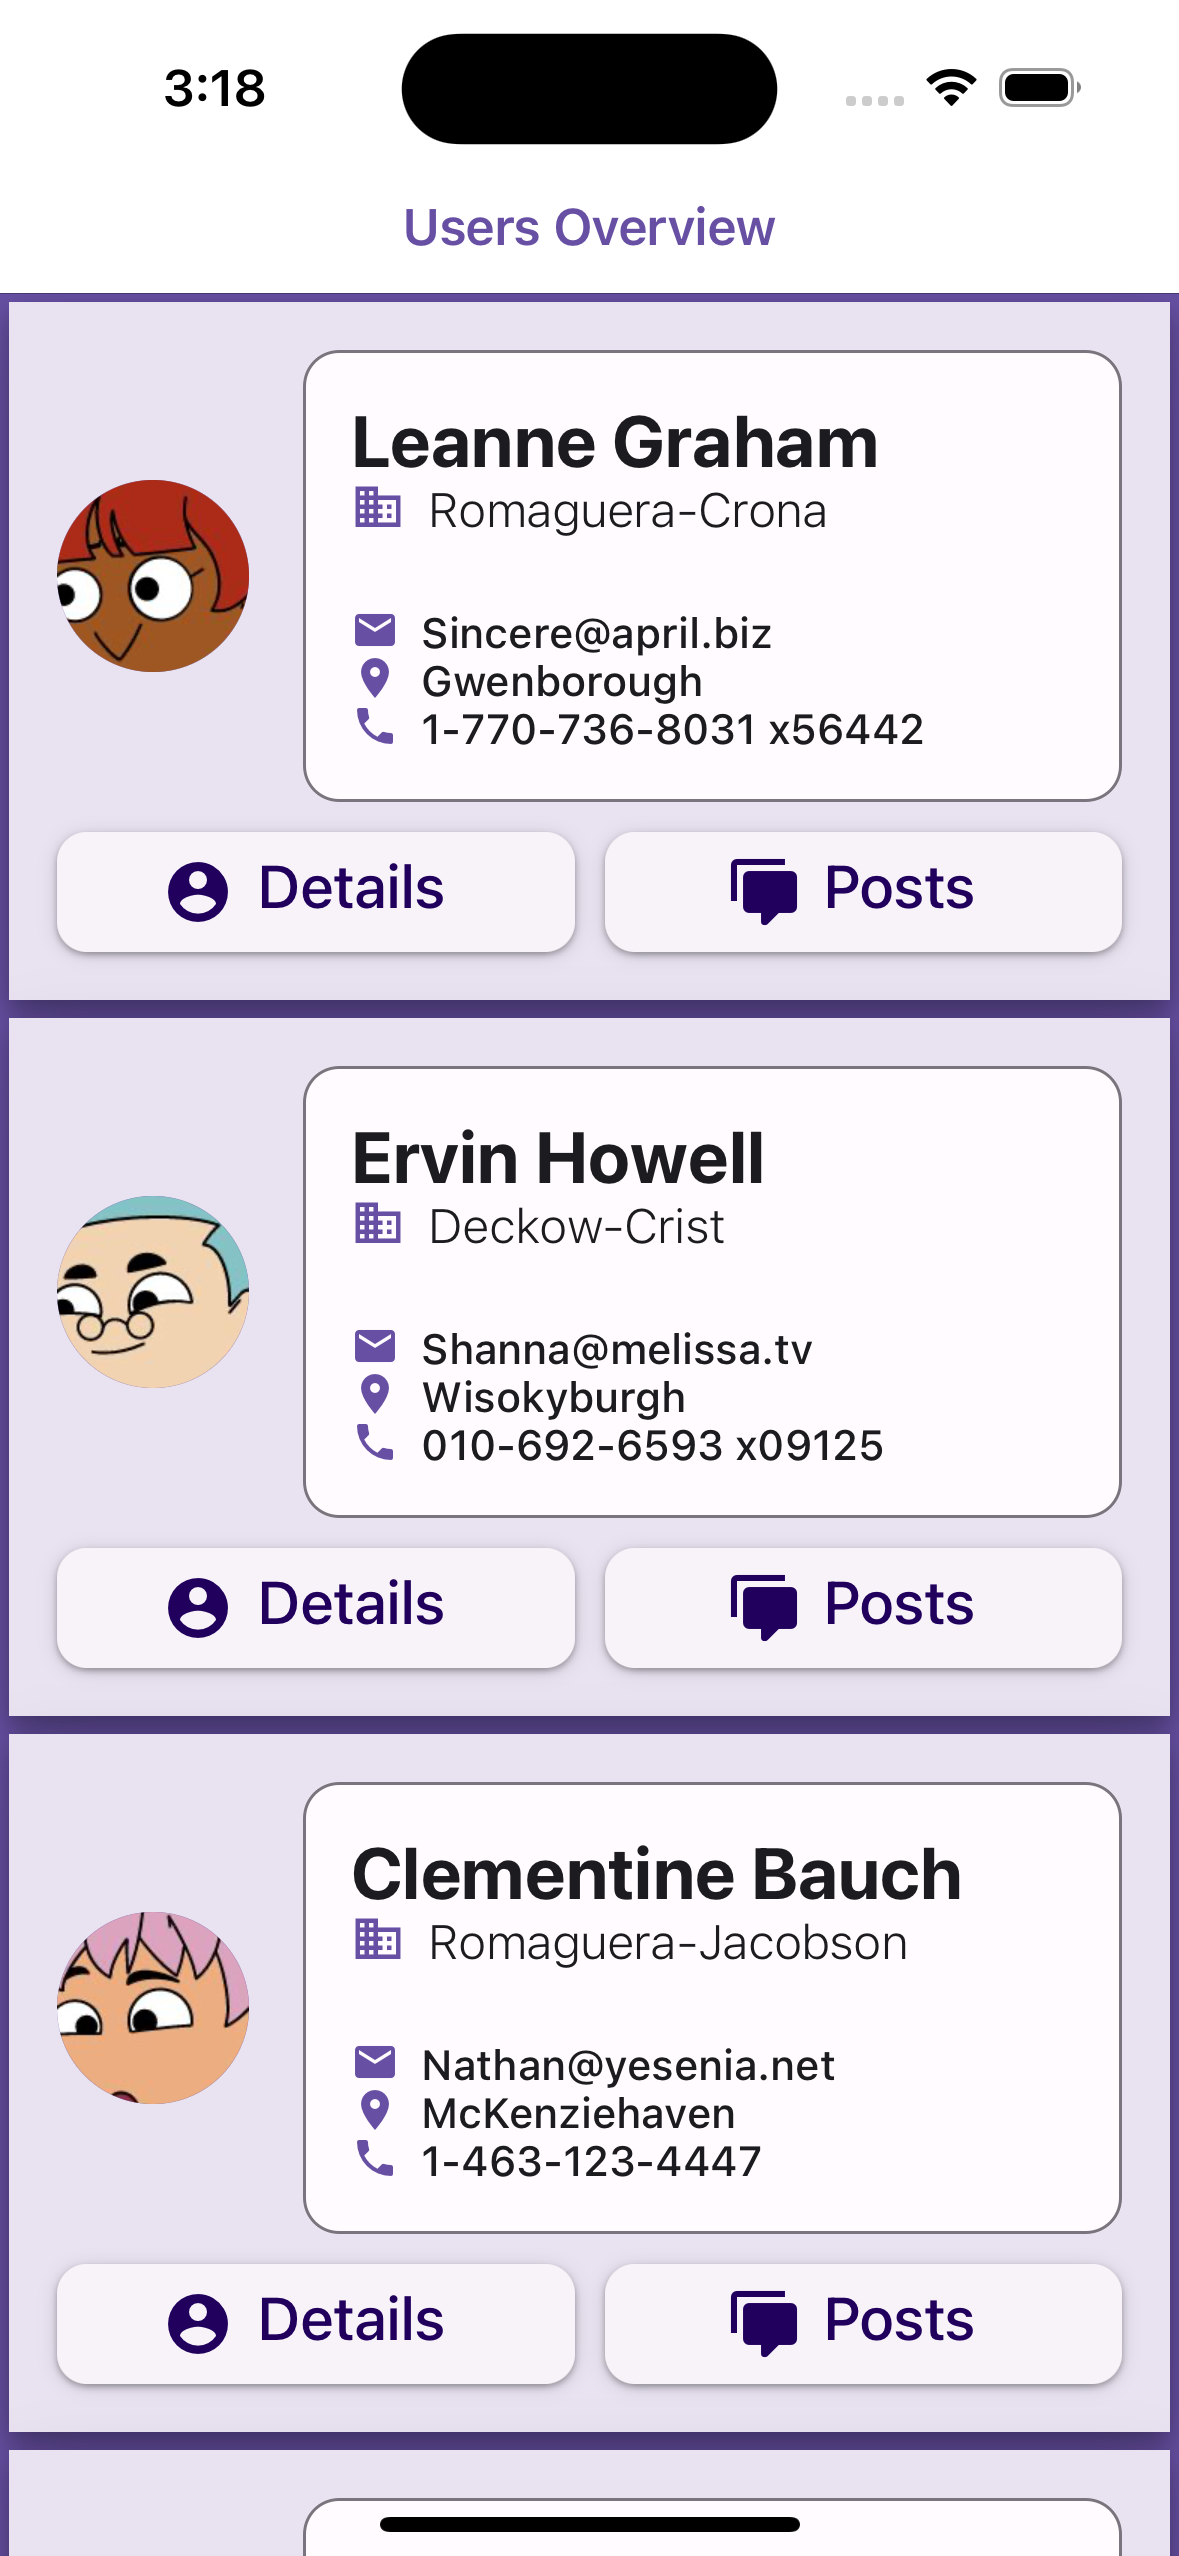 3:18
Users Overview
Leanne Graham
Romaguera-Crona
Sincere@april.biz
Gwenborough
1-770-736-8031 x56442
Details
Posts
Ervin Howell
Deckow-Crist
Shanna@melissa.tv
Wisokyburgh
010-692-6593 x09125
Details
Posts
Clementine Bauch
Romaguera-Jacobson
Nathan@yesenia.net
McKenziehaven
1-463-123-4447
Details
Posts